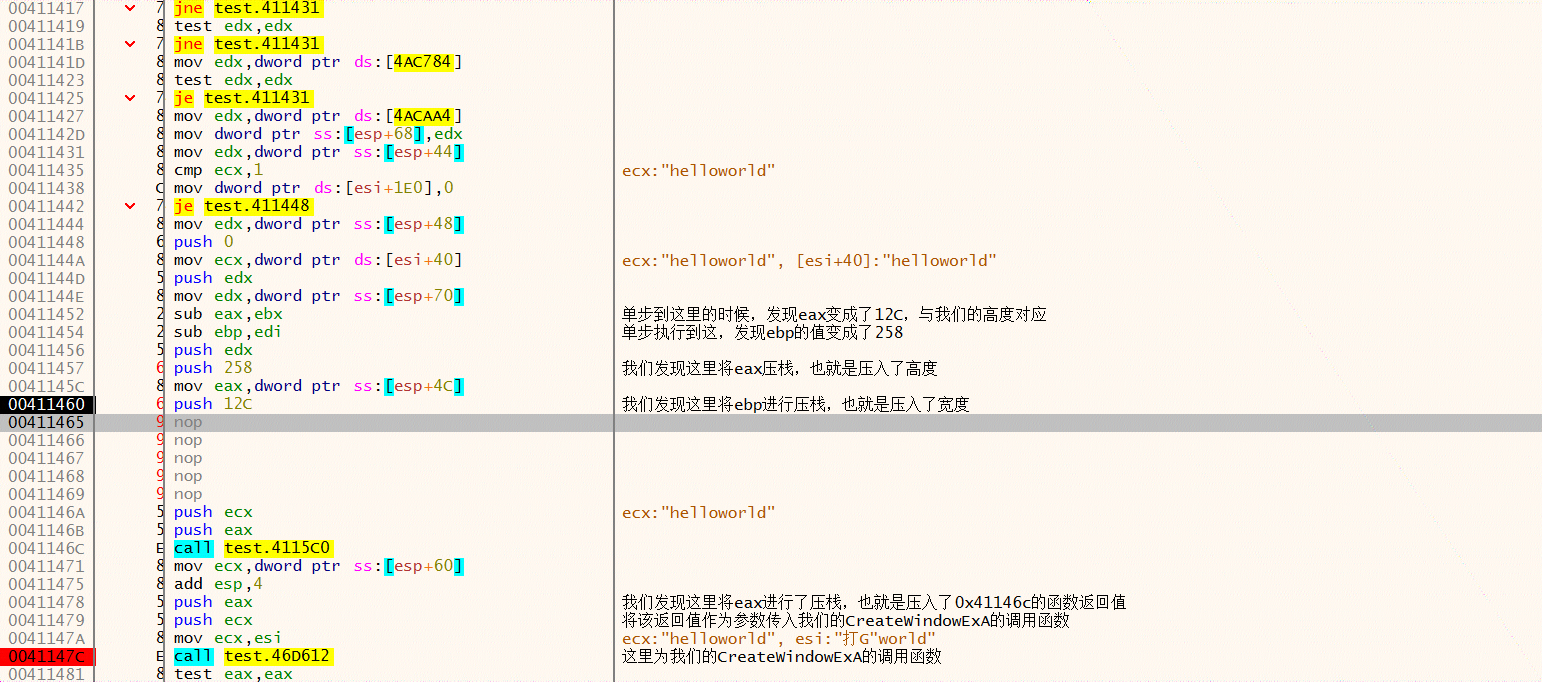 00411417 7 jne test.411431
00411419 8 test edx,edx
0041141B 7 jne test.411431
0041141D 8 mov edx,dword ptr ds:[4AC784]
00411423 8 test edx,edx
00411425 7 je test.411431
00411427 8 mov edx,dword ptr ds:[4ACAA4]
0041142D 8 mov dword ptr ss:[esp+68],edx
00411431 8 mov edx,dword ptr ss:[esp+44]
00411435 8 cmp ecx,1 ecx:"helloworld"
00411438 C mov dword ptr ds:[esi+1E0],0
00411442 7 je test.411448
00411444 8 mov edx,dword ptr ss:[esp+48]
00411448 6 push 0
0041144A 8 mov ecx,dword ptr ds:[esi+40] ecx:"helloworld", [esi+40]:"helloworld"
0041144D 5 push edx
0041144E 8 mov edx,dword ptr ss:[esp+70]
00411452 2 sub eax,ebx 单步到这里的时候，发现eax变成了12C，与我们的高度对应
00411454 2 sub ebp,edi 单步执行到这，发现ebp的值变成了258
00411456 5 push edx
00411457 6 push 258 我们发现这里将eax压栈，也就是压入了高度
0041145C 8 mov eax,dword ptr ss:[esp+4C]
00411460 6 push 12C 我们发现这里将ebp进行压栈，也就是压入了宽度
00411465 9 nop
00411466 9 nop
00411467 9 nop
00411468 9 nop
00411469 9 nop
0041146A 5 push ecx ecx:"helloworld"
0041146B 5 push eax
0041146C E call test.4115C0
00411471 8 mov ecx,dword ptr ss:[esp+60]
00411475 8 add esp,4
00411478 5 push eax 我们发现这里将eax进行了压栈，也就是压入了0x41146c的函数返回值
00411479 5 push ecx 将该返回值作为参数传入我们的CreateWindowExA的调用函数
0041147A 8 mov ecx,esi ecx:"helloworld", esi:"打G"world"
0041147C E call test.46D612 这里为我们的CreateWindowExA的调用函数
00411481 8 test eax,eax